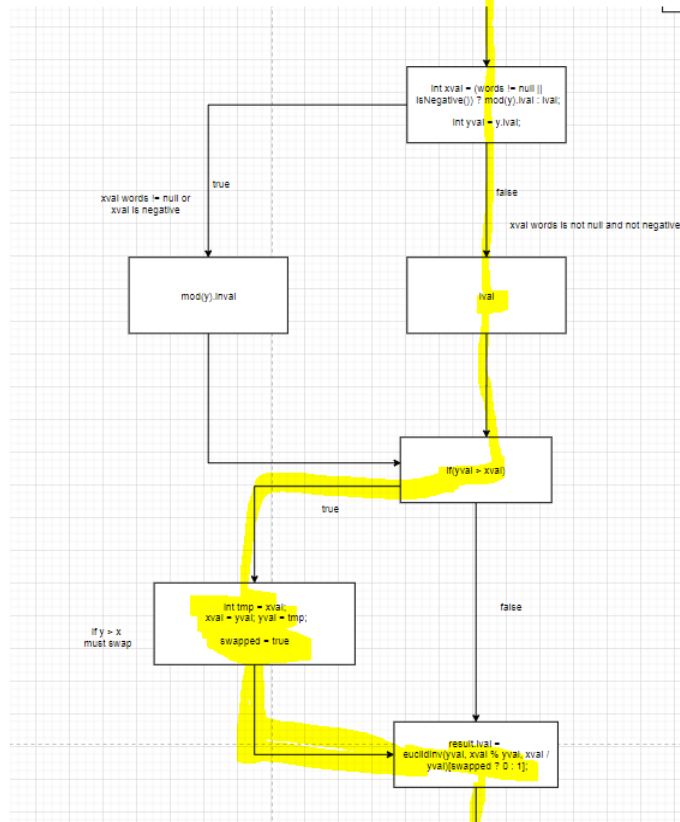 int xval = (words != null ||
isNegative()) ? mod(y).ival : ival;
int yval = y.ival;
true
false
xval words != null or
xval is negative
xval words is not null and not negative
mod(y).inval
ival
if(yval > xval)
true
int tmp = xval;
xval = yval; yval = tmp;
swapped = true
false
if y > x
must swap
result.ival =
euclidInv(yval, xval % yval, xval /
yval)[swapped ? 0 : 1];